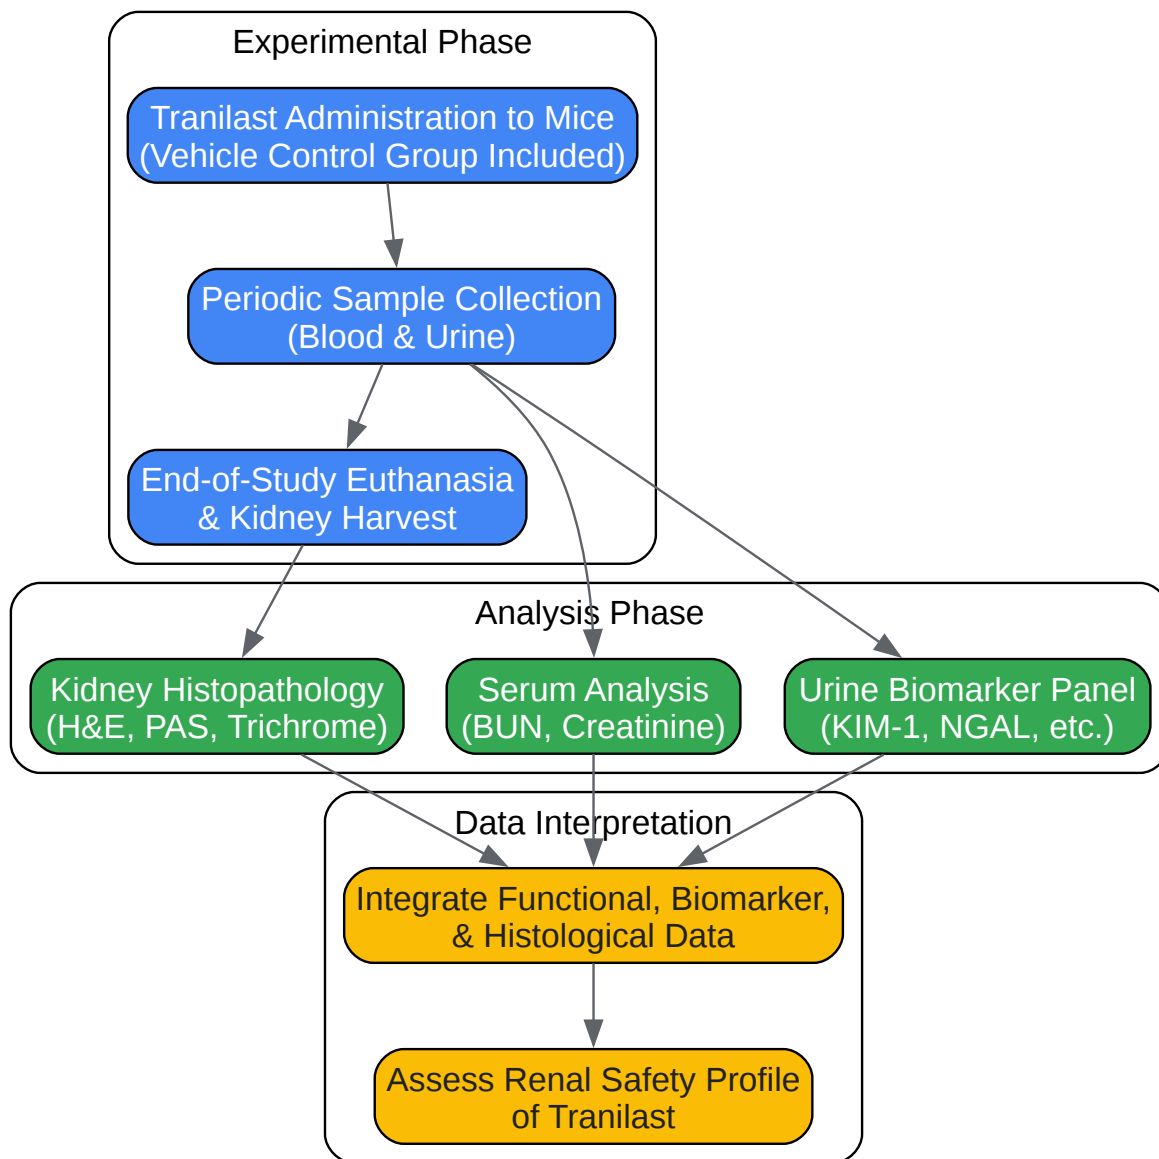 Experimental Phase
Tranilast Administration to Mice
(Vehicle Control Group Included)
Periodic Sample Collection
(Blood & Urine)
End-of-Study Euthanasia
& Kidney Harvest
Analysis Phase
Kidney Histopathology
(H&E, PAS, Trichrome)
Serum Analysis
(BUN, Creatinine)
Urine Biomarker Panel
(KIM-1, NGAL, etc.)
Data Interpretation
Integrate Functional, Biomarker,
& Histological Data
Assess Renal Safety Profile
of Tranilast